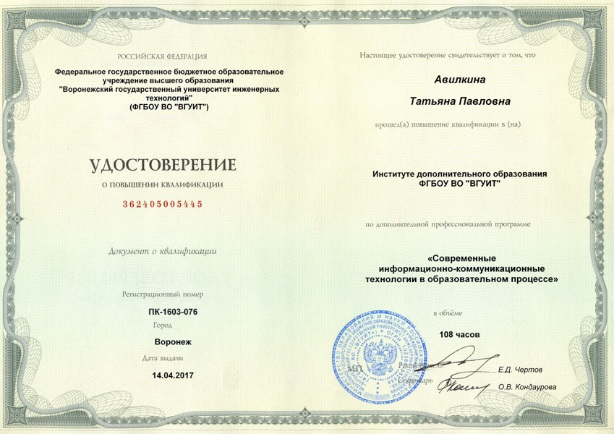 РОССИЙСКАЯ ФЕДЕРАЦИЯ
Федеральное государственное бюджетное образовательное
учреждение высшего образования
"Воронежский государственный университет инженерных
технологий"
(ФГБОУ ВО "ВГУИТ")
УДОСТОВЕРЕНИЕ
О ПОВЫШЕНИИ КВАЛИФИКАЦИИ
362405005445
Документ о квалификации
Регистрационный номер
ПК-1603-076
Город
Воронеж
Дата выдачи
14.04.2017
Настоящее удостоверение свидетельствует о том, что
Авилкина
Татьяна Павловна
прошел(а) повышение квалификации в (на)
Институте дополнительного образования
ФГБОУ ВО "ВГУИТ"
по дополнительной профессиональной программе
«Современные
информационно-коммуникационные
технологии в образовательном процессе»
в объёме
108 часов
М.П.
Е.Д. Чертов
Секретарь
О.В. Кондаурова